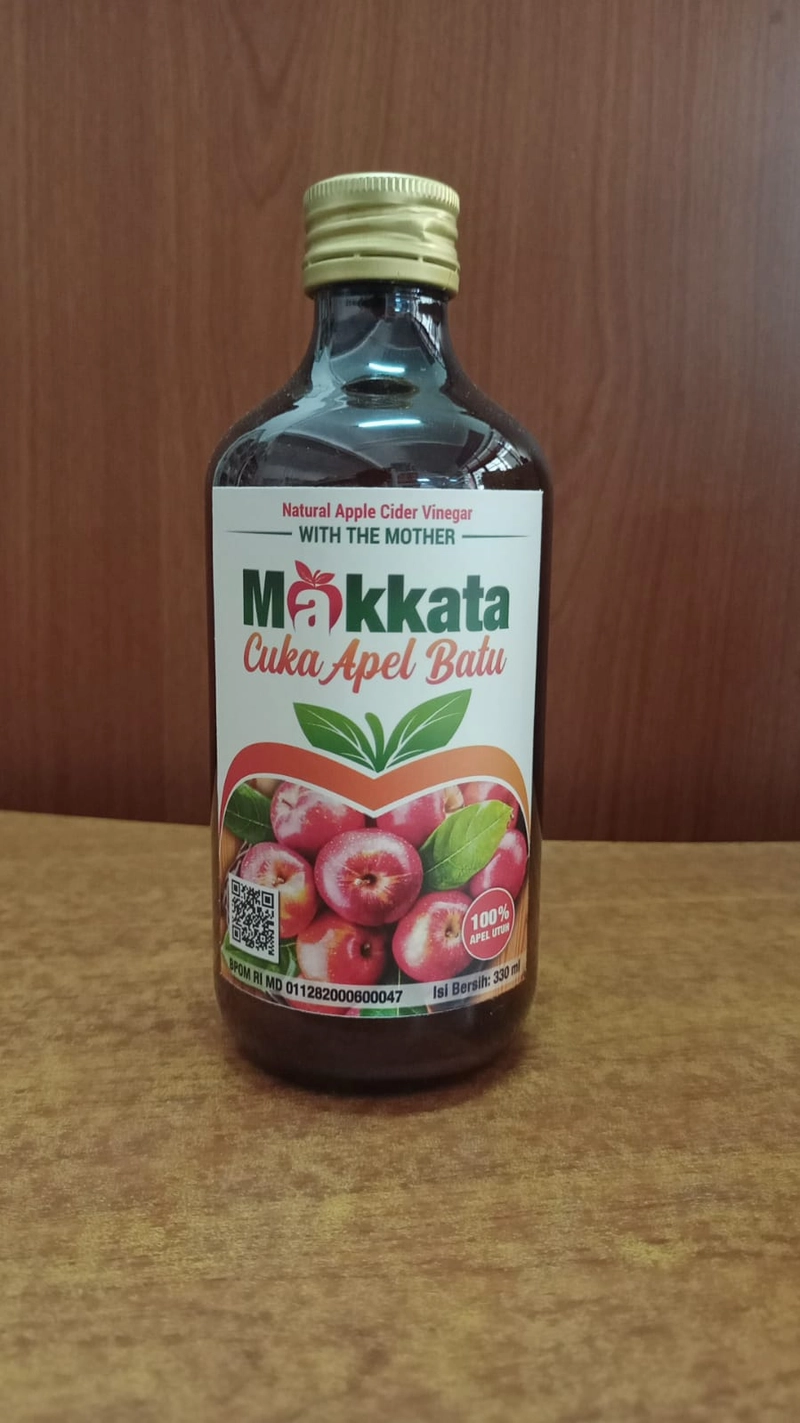 Natural Apple Cider Vinegar
WITH THE MOTHER
Makkata
Cuka Apel Batu
100%
APEL UTUH
BPOM RI MD 011282000600047
Isi Bersih: 330 ml